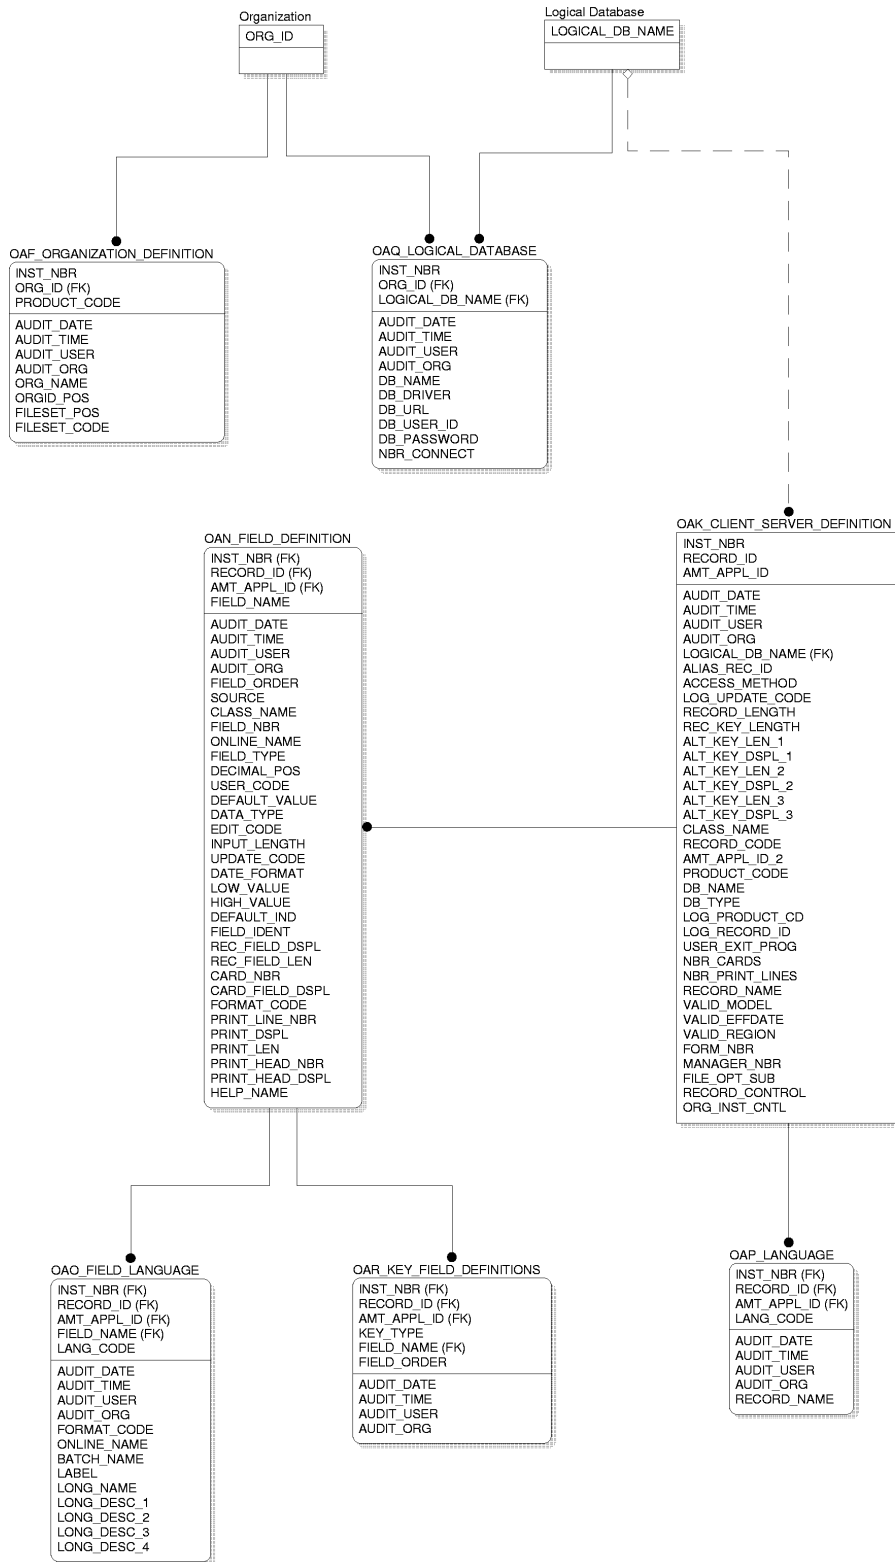 Organization
ORG_ID
Logical Database
LOGICAL_DB_NAME
OAF_ORGANIZATION_DEFINITION
INST_NBR
ORG_ID (FK)
PRODUCT_CODE
AUDIT_DATE
AUDIT_TIME
AUDIT_USER
AUDIT_ORG
ORG_NAME
ORGID_POS
FILESET_POS
FILESET_CODE
OAQ_LOGICAL_DATABASE
INST_NBR
ORG_ID (FK)
LOGICAL_DB_NAME (FK)
AUDIT_DATE
AUDIT_TIME
AUDIT_USER
AUDIT_ORG
DB_NAME
DB_DRIVER
DB_URL
DB_USER_ID
DB_PASSWORD
NBR_CONNECT
OAN_FIELD_DEFINITION
INST_NBR (FK)
RECORD_ID (FK)
AMT_APPL_ID (FK)
FIELD_NAME
AUDIT_DATE
AUDIT_TIME
AUDIT_USER
AUDIT_ORG
FIELD_ORDER
SOURCE
CLASS_NAME
FIELD_NBR
ONLINE_NAME
FIELD_TYPE
DECIMAL_POS
USER_CODE
DEFAULT_VALUE
DATA_TYPE
EDIT_CODE
INPUT_LENGTH
UPDATE_CODE
DATE_FORMAT
LOW_VALUE
HIGH_VALUE
DEFAULT_IND
FIELD_IDENT
REC_FIELD_DSPL
REC_FIELD_LEN
CARD_NBR
CARD_FIELD_DSPL
FORMAT_CODE
PRINT_LINE_NBR
PRINT_DSPL
PRINT_LEN
PRINT_HEAD_NBR
PRINT_HEAD_DSPL
HELP_NAME
OAK_CLIENT_SERVER_DEFINITION
INST_NBR
RECORD_ID
AMT_APPL_ID
AUDIT_DATE
AUDIT_TIME
AUDIT_USER
AUDIT_ORG
LOGICAL_DB_NAME (FK)
ALIAS_REC_ID
ACCESS_METHOD
LOG_UPDATE_CODE
RECORD_LENGTH
REC_KEY_LENGTH
ALT_KEY_LEN_1
ALT_KEY_DSPL_1
ALT_KEY_LEN_2
ALT_KEY_DSPL_2
ALT_KEY_LEN_3
ALT_KEY_DSPL_3
CLASS_NAME
RECORD_CODE
AMT_APPL_ID_2
PRODUCT_CODE
DB_NAME
DB_TYPE
LOG_PRODUCT_CD
LOG_RECORD_ID
USER_EXIT_PROG
NBR_CARDS
NBR_PRINT_LINES
RECORD_NAME
VALID_MODEL
VALID_EFFDATE
VALID_REGION
FORM_NBR
MANAGER_NBR
FILE_OPT_SUB
RECORD_CONTROL
ORG_INST_CNTL
OAO_FIELD_LANGUAGE
INST_NBR (FK)
RECORD_ID (FK)
AMT_APPL_ID (FK)
FIELD_NAME (FK)
LANG_CODE
AUDIT_DATE
AUDIT_TIME
AUDIT_USER
AUDIT_ORG
FORMAT_CODE
ONLINE_NAME
BATCH_NAME
LABEL
LONG_NAME
LONG_DESC_1
LONG_DESC_2
LONG_DESC_3
LONG_DESC_4
OAR_KEY_FIELD_DEFINITIONS
INST_NBR (FK)
RECORD_ID (FK)
AMT_APPL_ID (FK)
KEY_TYPE
FIELD_NAME (FK)
FIELD_ORDER
AUDIT_DATE
AUDIT_TIME
AUDIT_USER
AUDIT_ORG
OAP_LANGUAGE
INST_NBR (FK)
RECORD_ID (FK)
AMT_APPL_ID (FK)
LANG_CODE
AUDIT_DATE
AUDIT_TIME
AUDIT_USER
AUDIT_ORG
RECORD_NAME